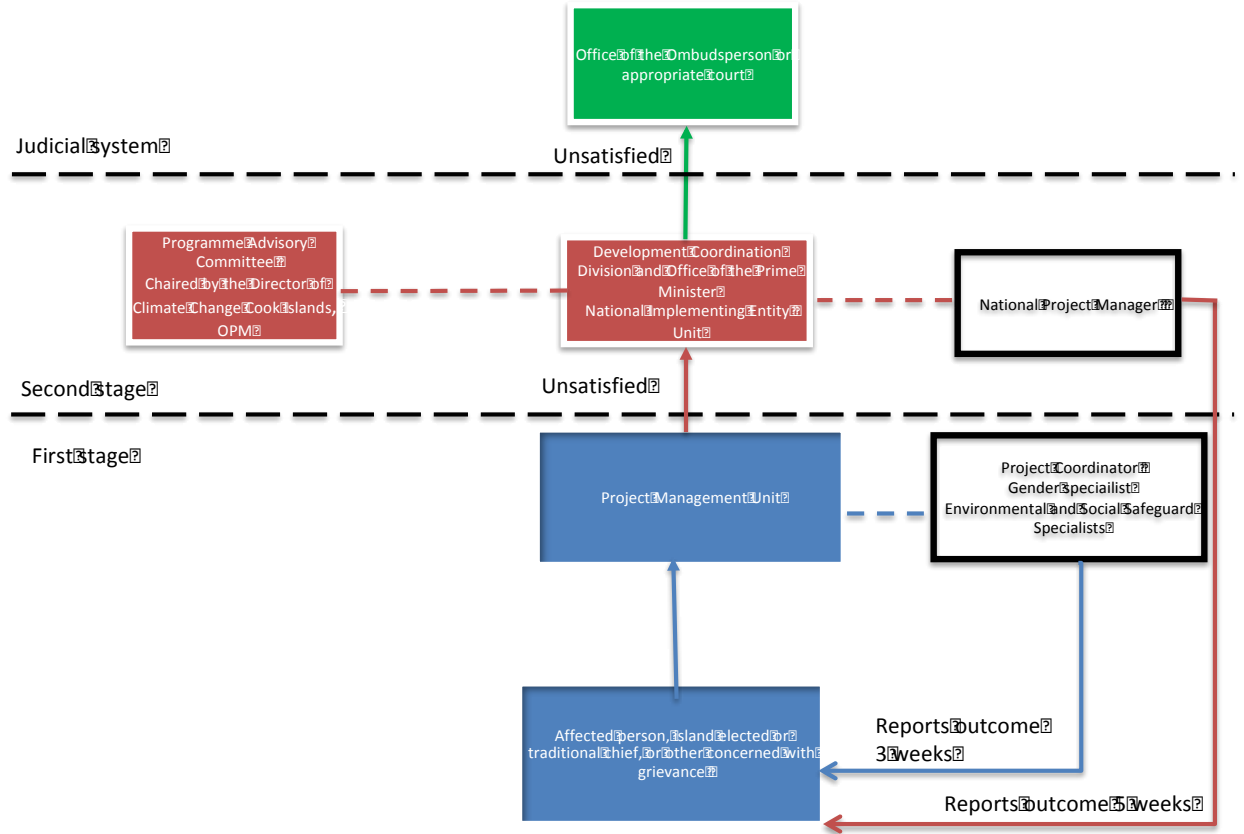 Office of the Ombudsperson or
appropriate court
Judicial system
Unsatisfied
Programme Advisory
Committee
Chaired by the Director of
Climate Change Cook Islands,
OPM
Development Coordination
Division and Office of the Prime
Minister
National Implementing Entity
Unit
National Project Manager
Second stage
Unsatisfied
First stage
Project Management Unit
Project Coordinator
Gender speciailist
Environmental and Social Safeguard
Specialists
Affected person, island elected or
traditional chief, or other concerned with
grievance
Reports outcome
3 weeks
Reports outcome 5 weeks